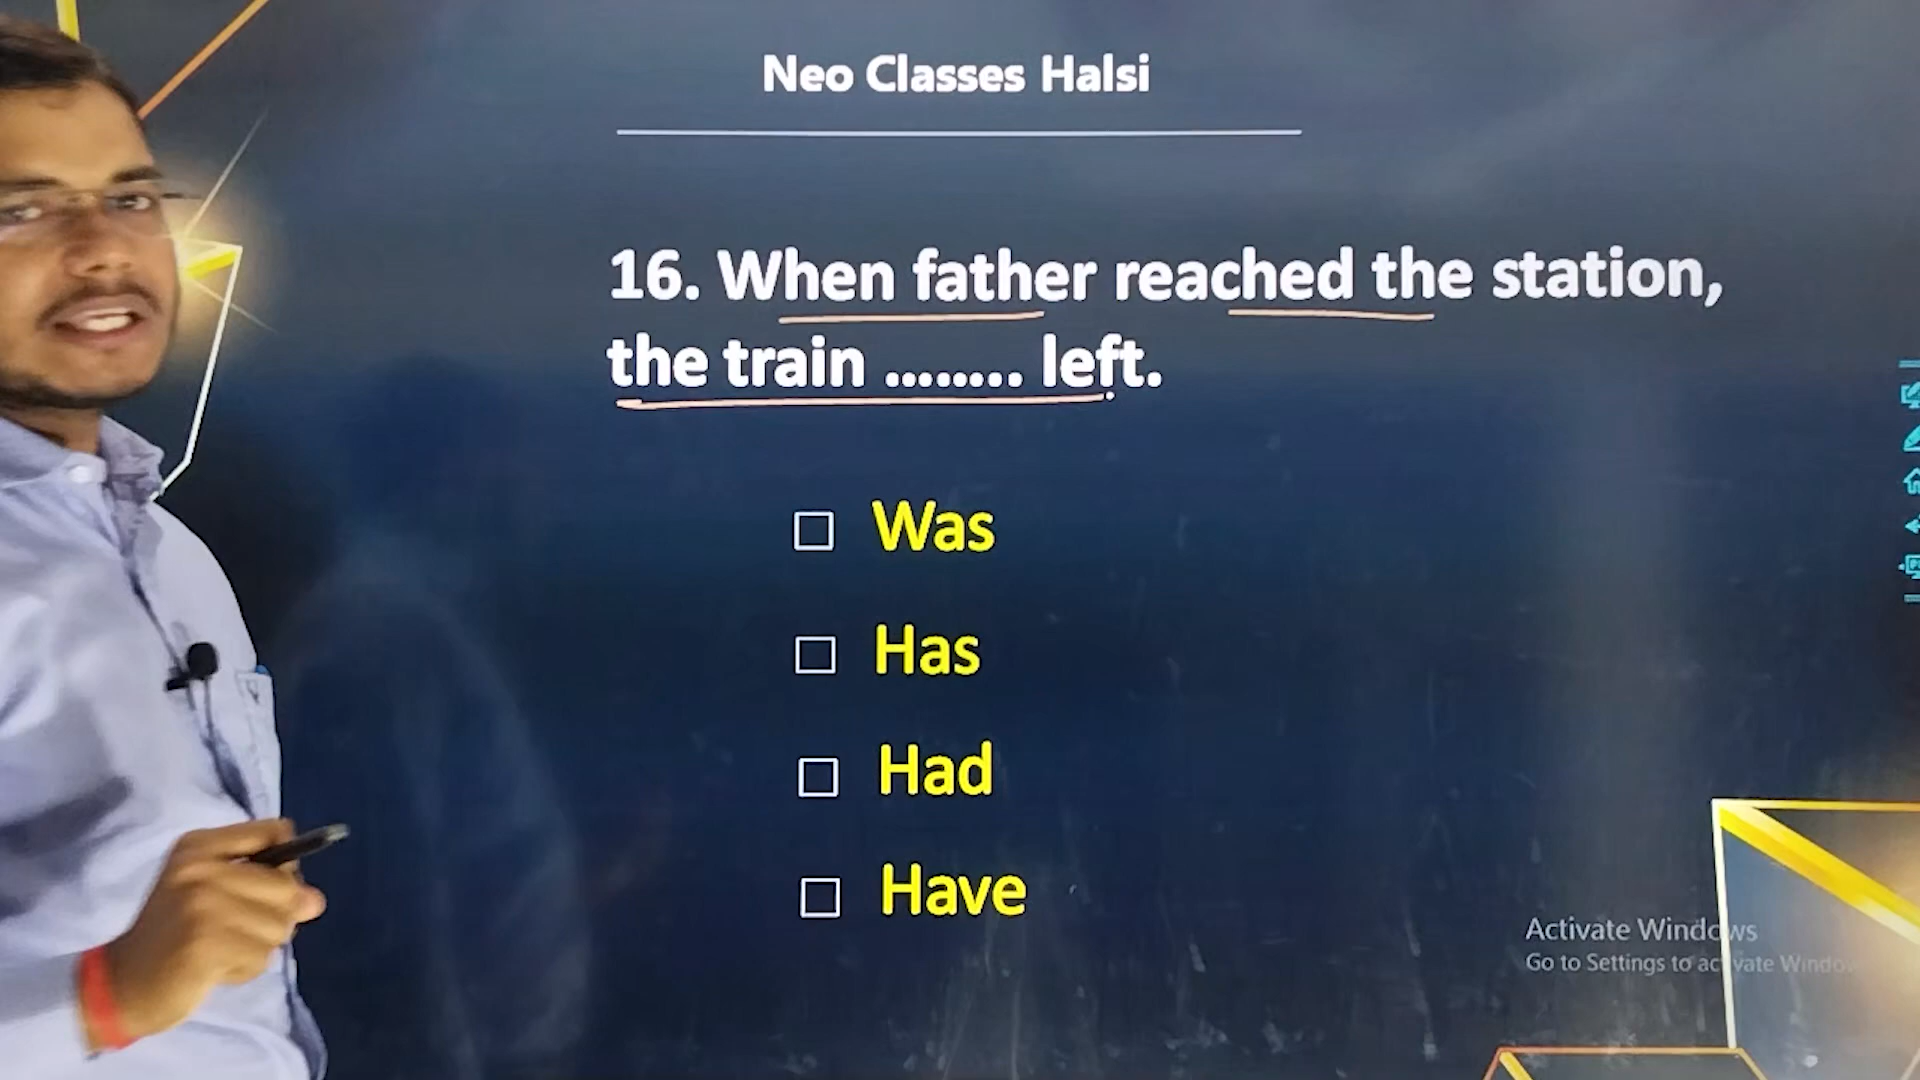 Neo Classes Halsi
16. When father reached the station,
the train ........ left.
Was
Has
Had
Have
Activate Windows
Go to Settings to activate Windows